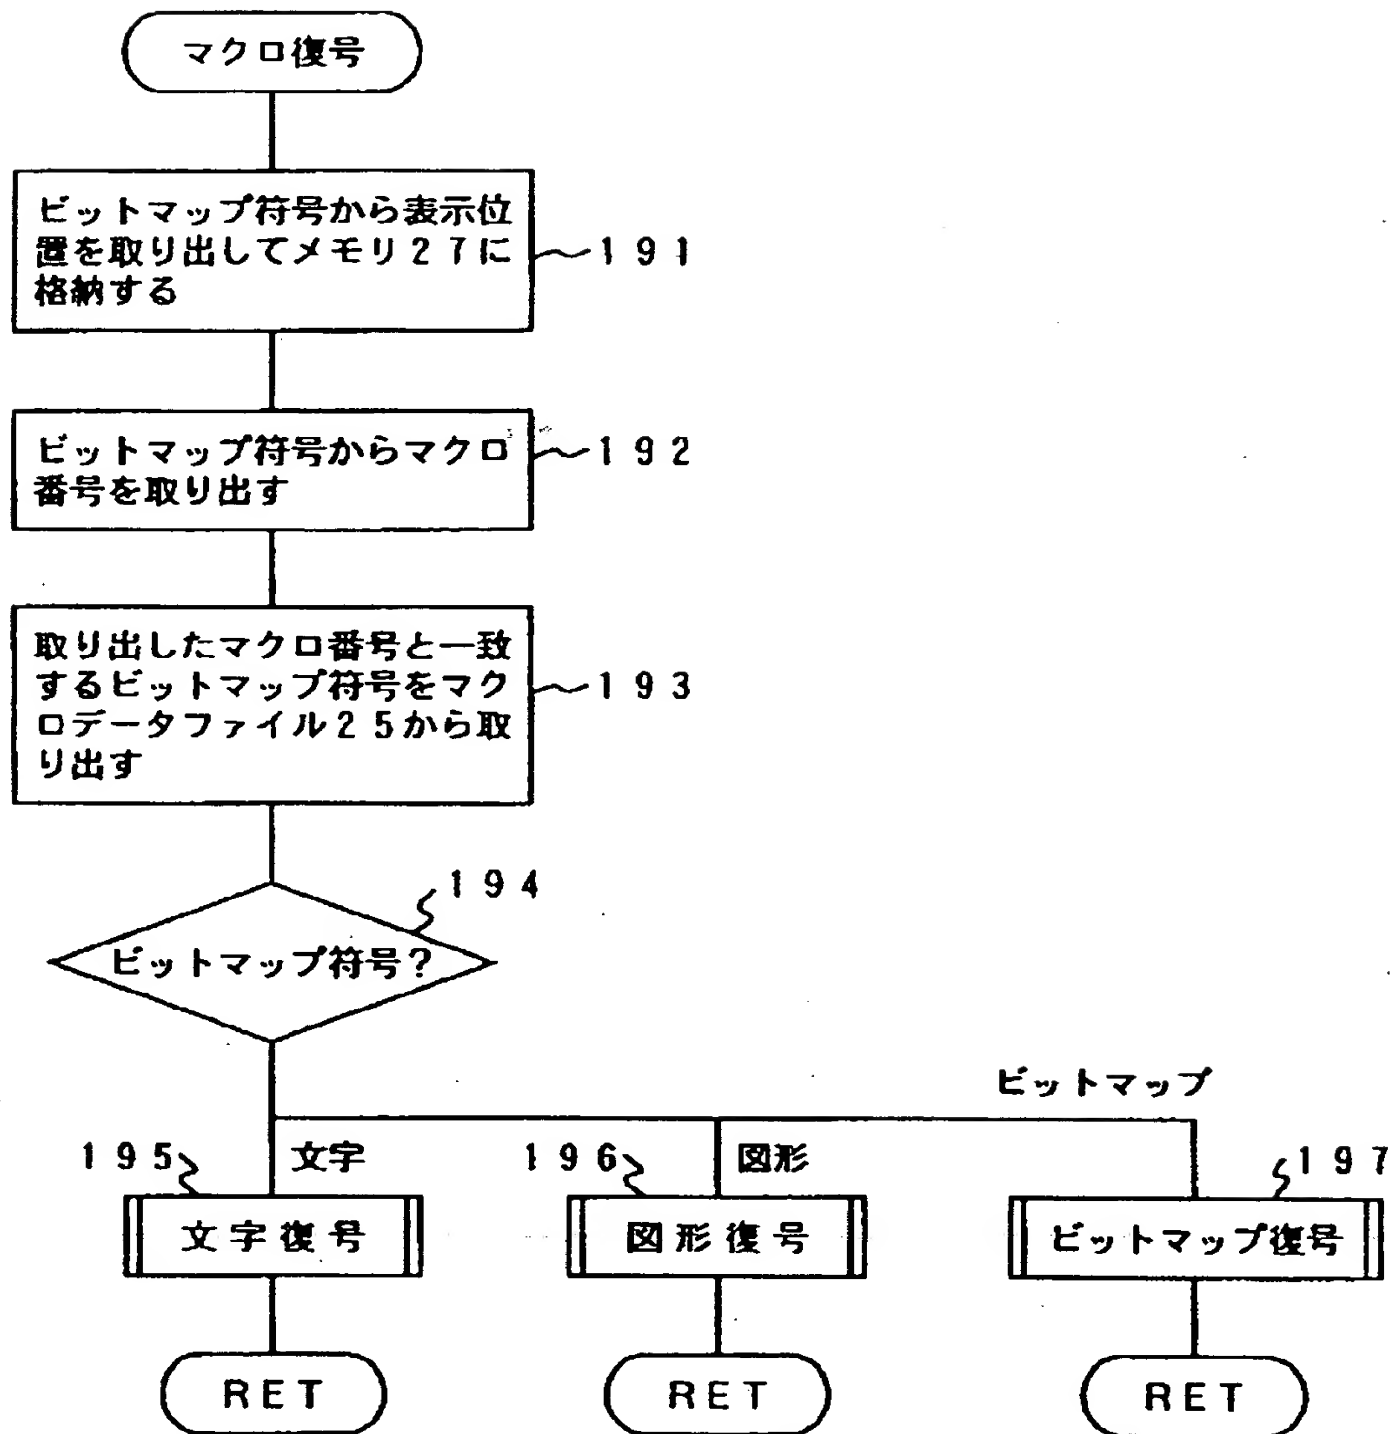 マクロ復号
ビットマップ符号から表示位
置を取り出してメモリ27に
格納する
191
ビットマップ符号からマクロ
番号を取り出す
192
取り出したマクロ番号と一致
するビットマップ符号をマク
ロデータファイル25から取
り出す
193
194
ビットマップ符号?
ビットマップ
195
文字
196
図形
197
文字復号
図形復号
ビットマップ復号
RET
RET
RET